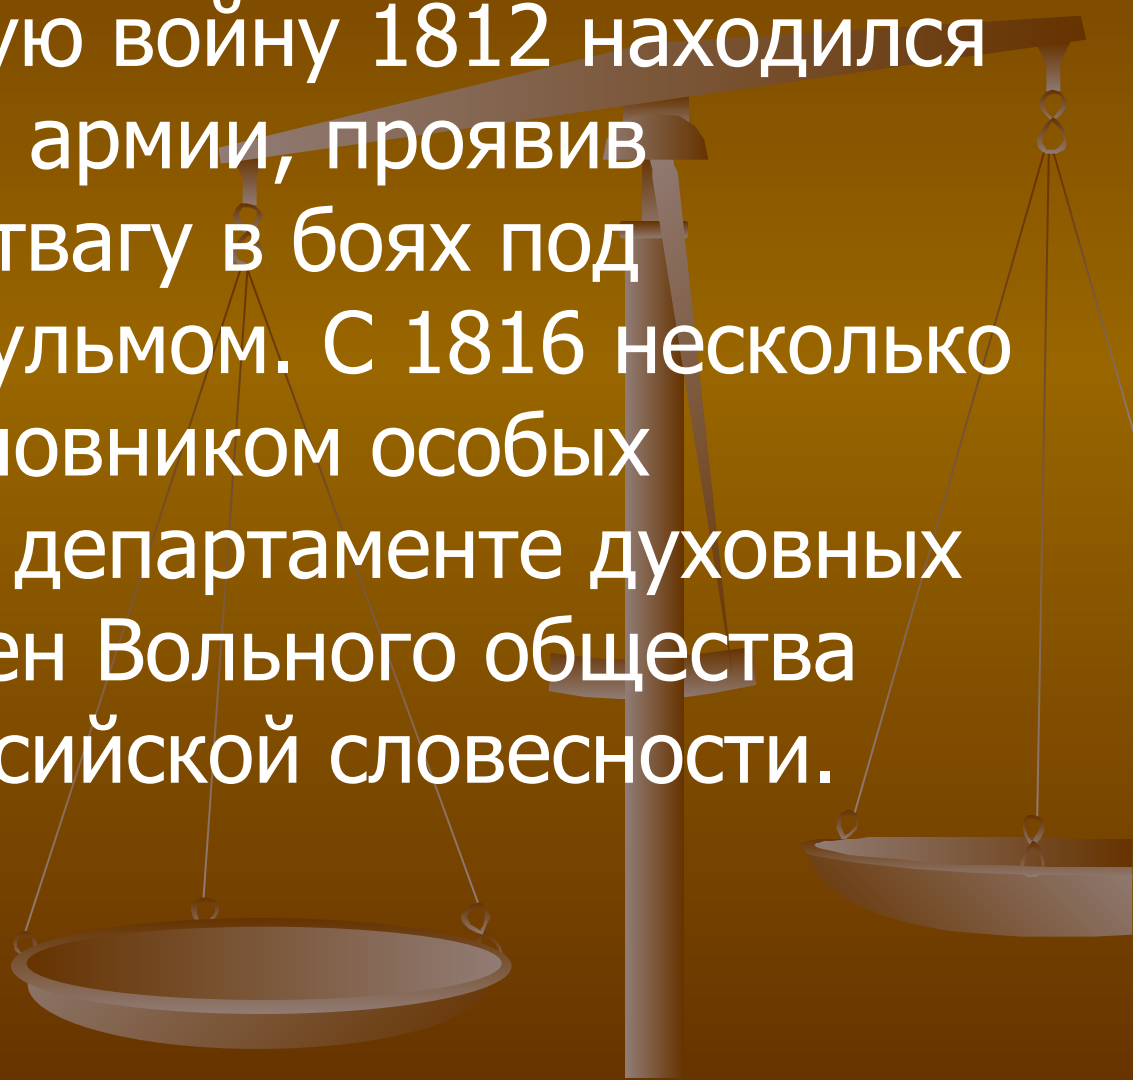 ую войну 1812 находился
армии, проявив
твагу в боях под
ульмом. С 1816 несколько
новником особых
департаменте духовных
ен Вольного общества
сийской словесности.